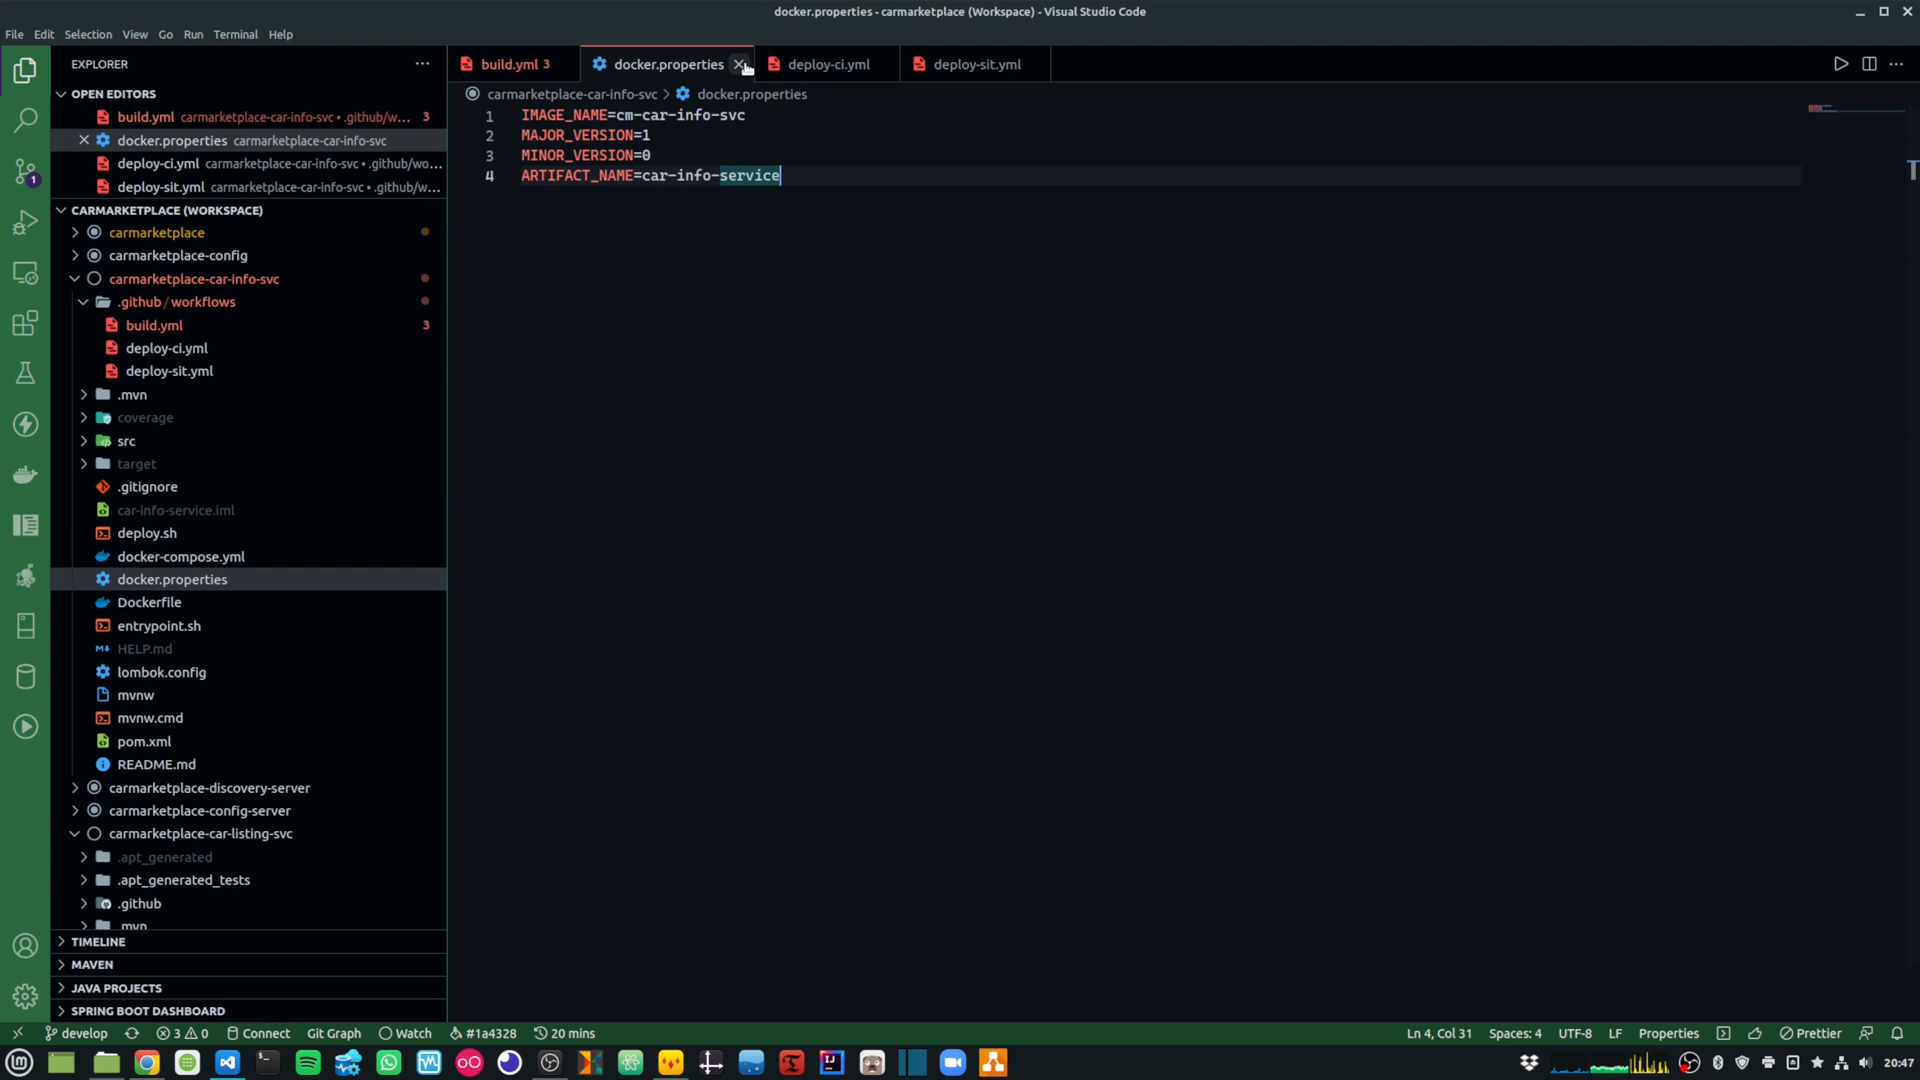 docker.properties - carmarketplace (Workspace) - Visual Studio Code
File Edit Selection View Go Run Terminal Help
EXPLORER
OPEN EDITORS
build.yml carmarketplace-car-info-svc • .github/w... 3
docker.properties carmarketplace-car-info-svc
deploy-ci.yml carmarketplace-car-info-svc • .github/wo...
deploy-sit.yml carmarketplace-car-info-svc • .github/w...
CARMARKETPLACE (WORKSPACE)
carmarketplace
carmarketplace-config
carmarketplace-car-info-svc
.github / workflows
build.yml 3
deploy-ci.yml
deploy-sit.yml
.mvn
coverage
src
target
.gitignore
car-info-service.iml
deploy.sh
docker-compose.yml
docker.properties
Dockerfile
entrypoint.sh
HELP.md
lombok.config
mvnw
mvnw.cmd
pom.xml
README.md
carmarketplace-discovery-server
carmarketplace-config-server
carmarketplace-car-listing-svc
.apt_generated
.apt_generated_tests
.github
.mvn
TIMELINE
MAVEN
JAVA PROJECTS
SPRING BOOT DASHBOARD
1
build.yml 3 docker.properties deploy-ci.yml deploy-sit.yml
carmarketplace-car-info-svc > docker.properties
1 IMAGE_NAME=cm-car-info-svc
2 MAJOR_VERSION=1
3 MINOR_VERSION=0
4 ARTIFACT_NAME=car-info-service
develop 3 0 Connect Git Graph Watch #1a4328 20 mins Ln 4, Col 31 Spaces: 4 UTF-8 LF Properties Prettier
20:47